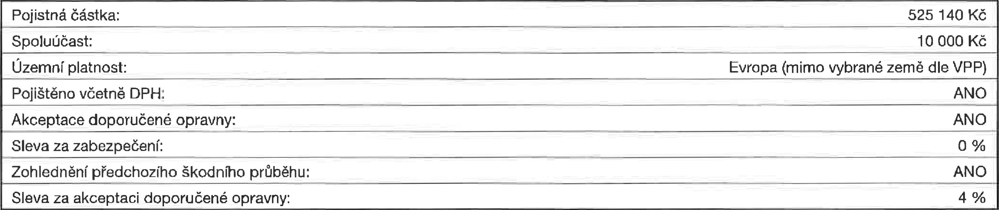 Pojistná částka: 525 140 Kč
Spoluúčast: 10 000 Kč
Územní platnost: Evropa (mimo vybrané země dle VPP)
Pojištěno včetně DPH: ANO
Akceptace doporučené opravny: ANO
Sleva za zabezpečení: 0 %
Zohlednění předchozího škodního průběhu: ANO
Sleva za akceptaci doporučené opravny: 4 %